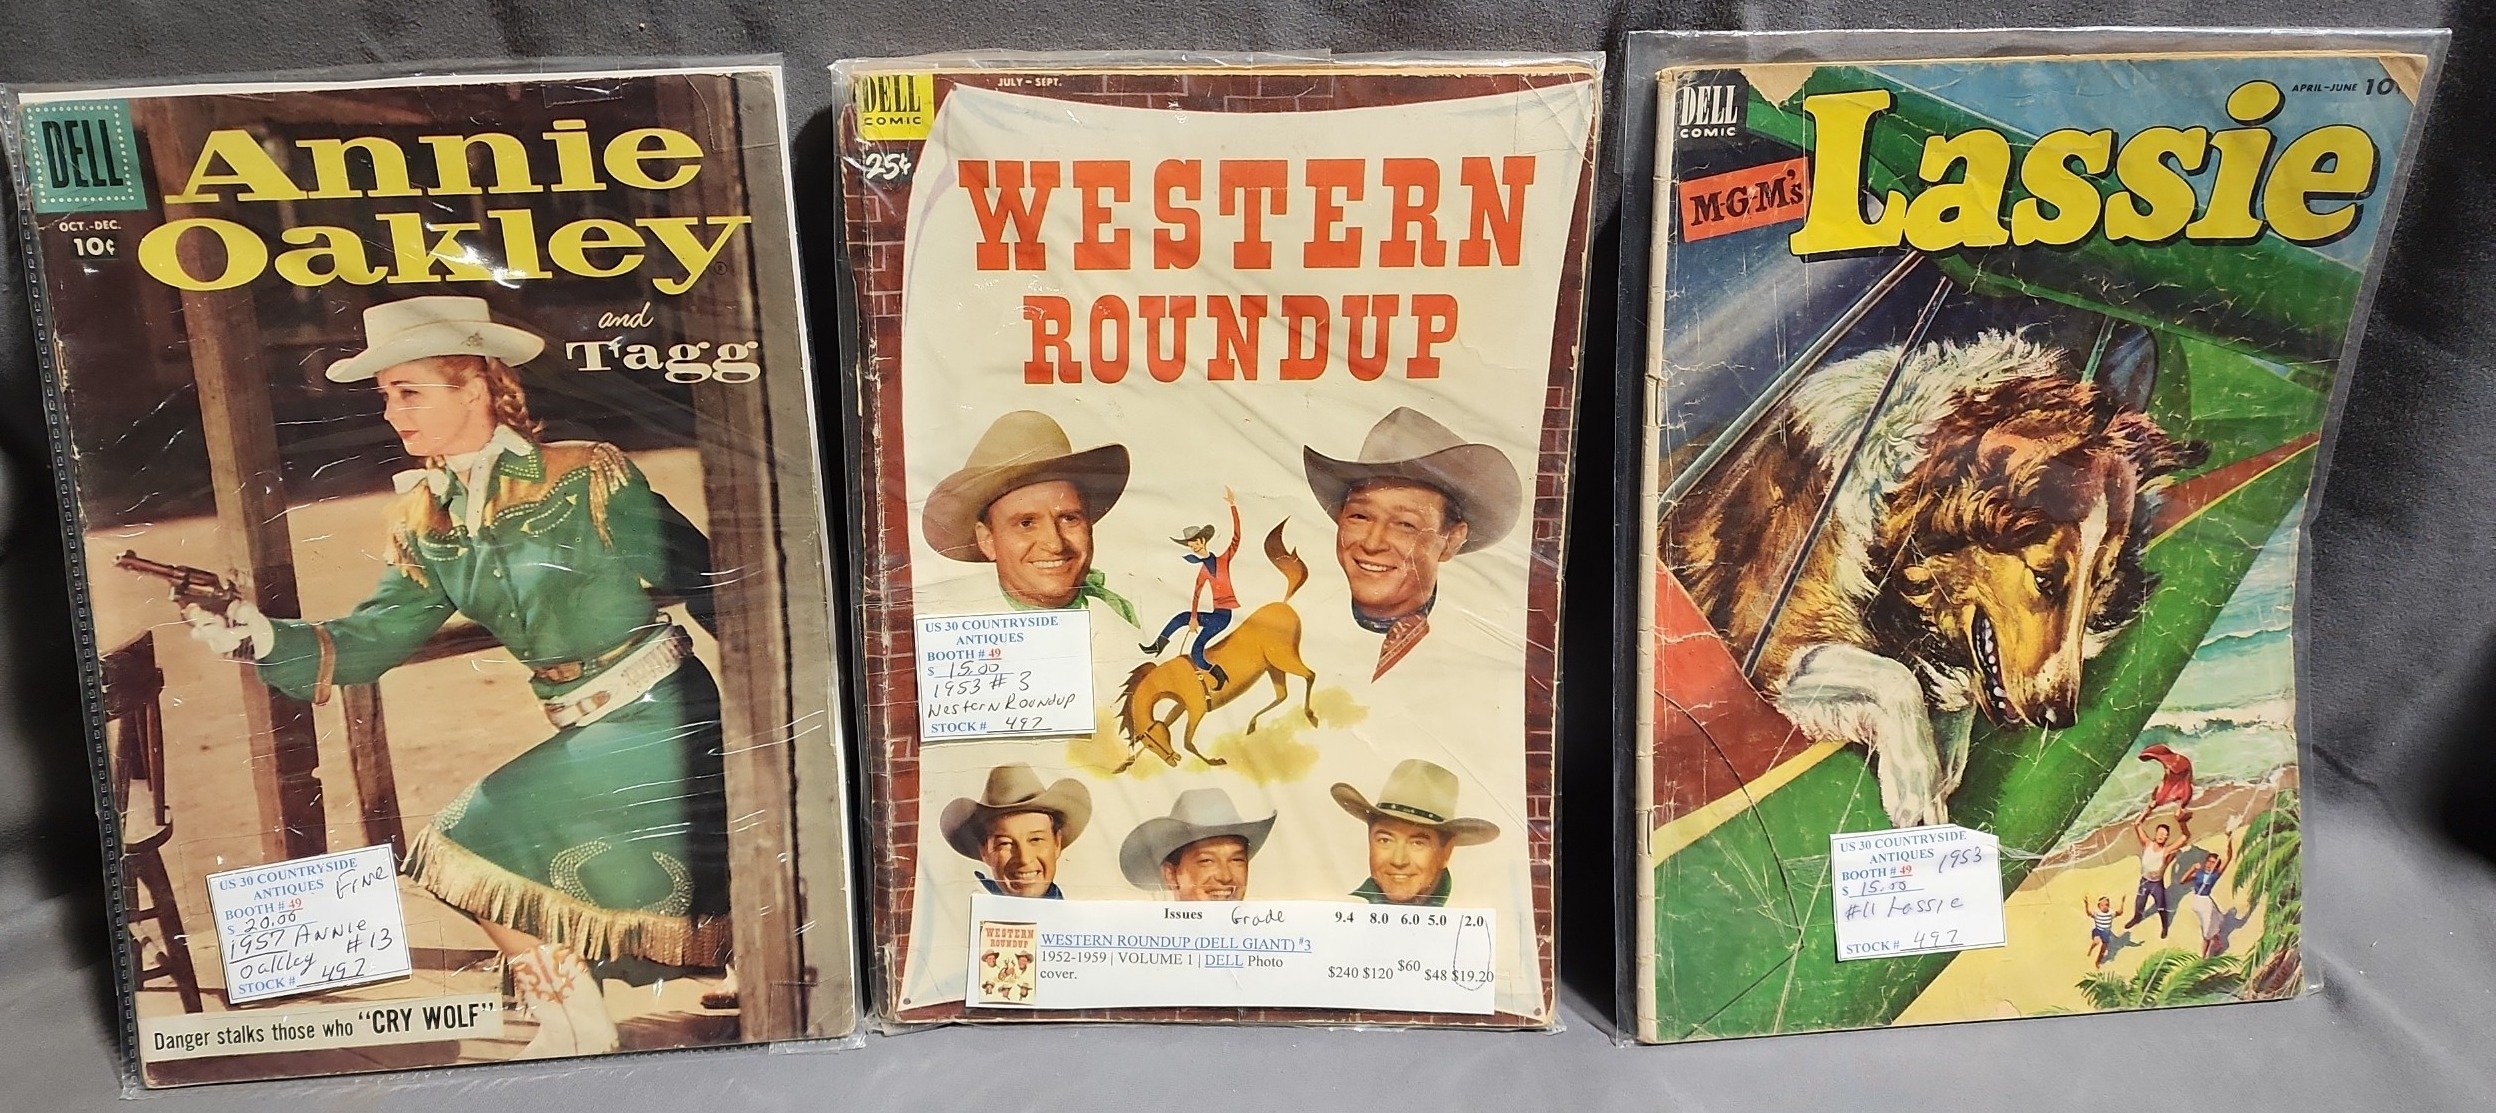 DELL
OCT.-DEC.
10¢
Annie
Oakley
and
Tagg
US 30 COUNTRYSIDE
ANTIQUES
Fine
BOOTH # 49
$ 20.00
1957 ANNIE
Oakley #13
STOCK # 497
Danger stalks those who "CRY WOLF"
DELL
COMIC
JULY - SEPT.
25¢
WESTERN
ROUNDUP
US 30 COUNTRYSIDE
ANTIQUES
BOOTH # 49
$ 15.00
1953 # 3
Western Roundup
STOCK # 497
Issues Grade 9.4 8.0 6.0 5.0 2.0
WESTERN
ROUNDUP
WESTERN ROUNDUP (DELL GIANT) #3
1952-1959 | VOLUME 1 | DELL Photo
cover.
$240 $120 $60 $48 $19.20
DELL
COMIC
APRIL-JUNE 10¢
M-G-M's
Lassie
US 30 COUNTRYSIDE
ANTIQUES
1953
BOOTH # 49
$ 15.00
#11 Lassie
STOCK # 497